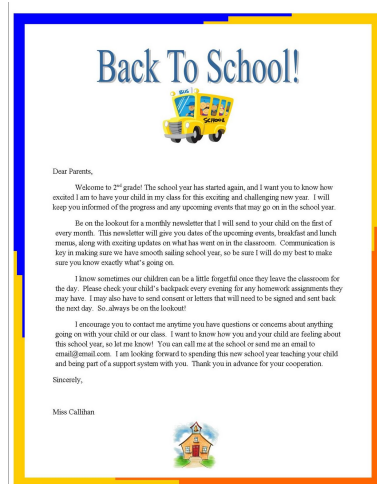 Back To School!
BUS
SCHOOL
Dear Parents,
Welcome to 2nd grade! The school year has started again, and I want you to know how
excited I am to have your child in my class for this exciting and challenging new year. I will
keep you informed of the progress and any upcoming events that may go on in the school year.
Be on the lookout for a monthly newsletter that I will send to your child on the first of
every month. This newsletter will give you dates of the upcoming events, breakfast and lunch
menus, along with exciting updates on what has went on in the classroom. Communication is
key in making sure we have smooth sailing school year, so be sure I will do my best to make
sure you know exactly what's going on.
I know sometimes our children can be a little forgetful once they leave the classroom for
the day. Please check your child's backpack every evening for any homework assignments they
may have. I may also have to send consent or letters that will need to be signed and sent back
the next day. So..always be on the lookout!
I encourage you to contact me anytime you have questions or concerns about anything
going on with your child or our class. I want to know how you and your child are feeling about
this school year, so let me know! You can call me at the school or send me an email to
email@email.com. I am looking forward to spending this new school year teaching your child
and being part of a support system with you. Thank you in advance for your cooperation.
Sincerely,
Miss Callihan